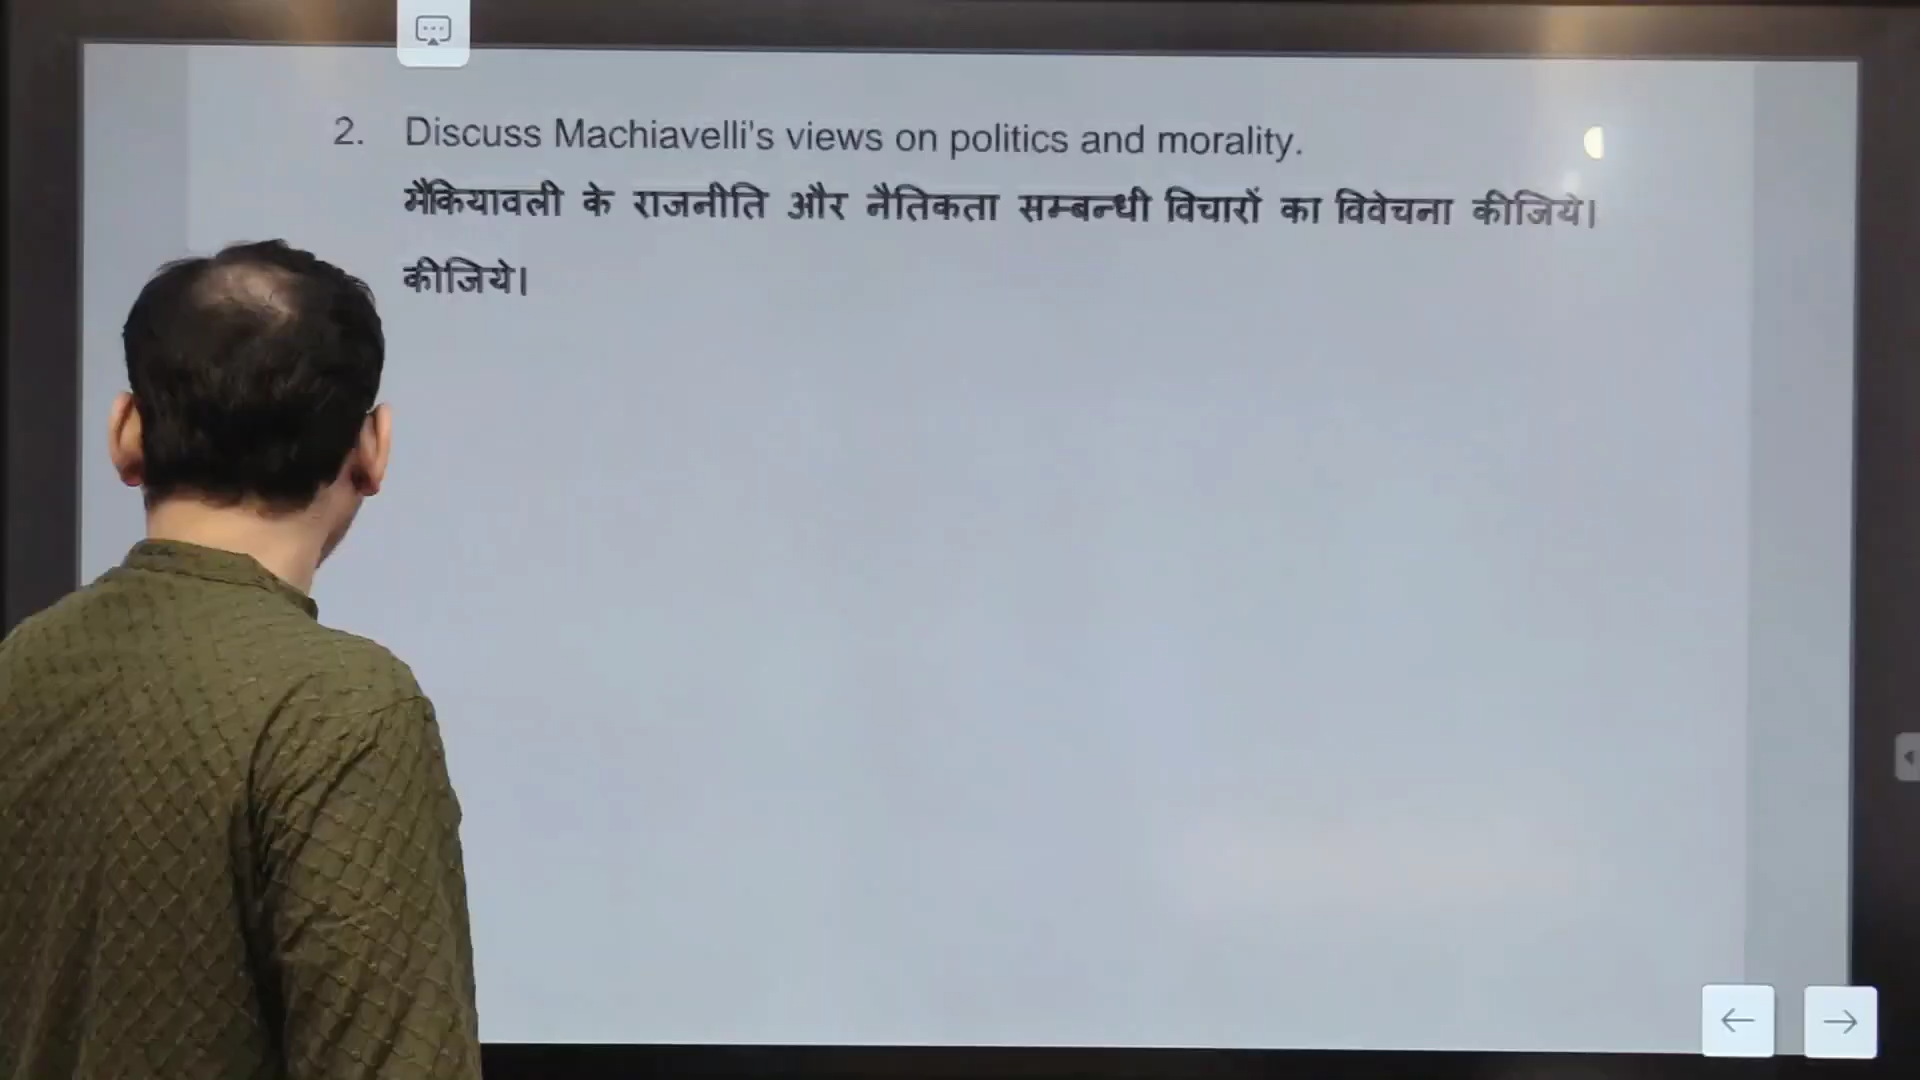 2. Discuss Machiavelli's views on politics and morality.
मैकियावली के राजनीति और नैतिकता सम्बन्धी विचारों का विवेचना कीजिये।
कीजिये।